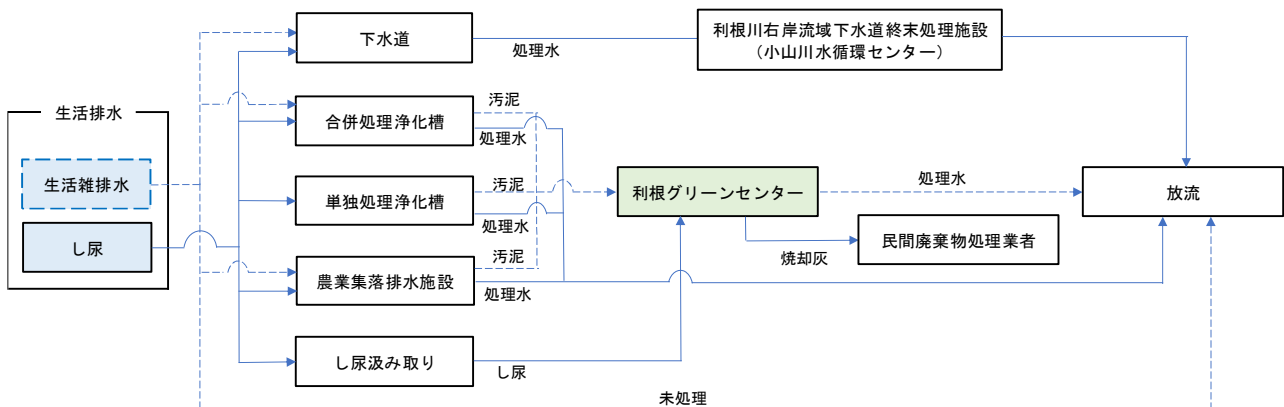 生活排水
生活雑排水
し尿
下水道
処理水
利根川右岸流域下水道終末処理施設
（小山川水循環センター）
合併処理浄化槽
汚泥
処理水
単独処理浄化槽
汚泥
処理水
農業集落排水施設
汚泥
処理水
し尿汲み取り
し尿
利根グリーンセンター
処理水
放流
焼却灰
民間廃棄物処理業者
未処理